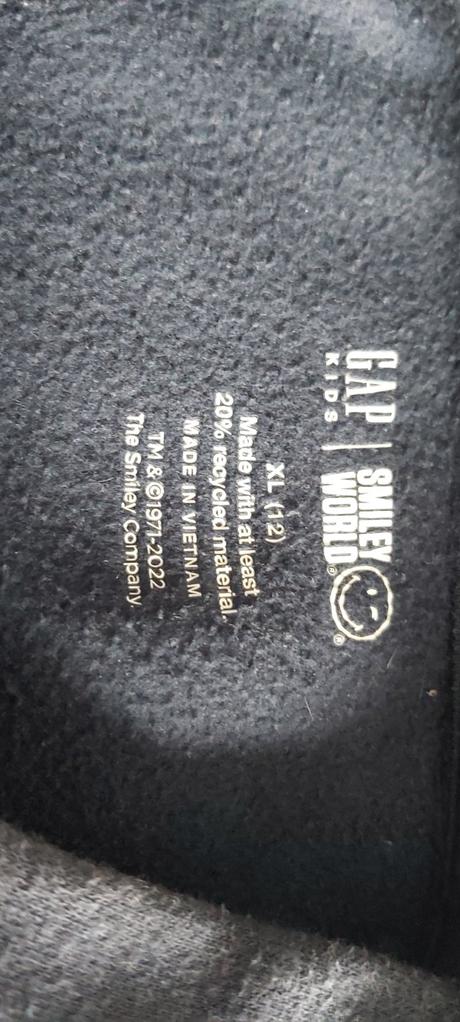 GAP | SMILEY
KIDS WORLD® ®
XL (12)
Made with at least
20% recycled material.
MADE IN VIETNAM
TM &©1971-2022
The Smiley Company.